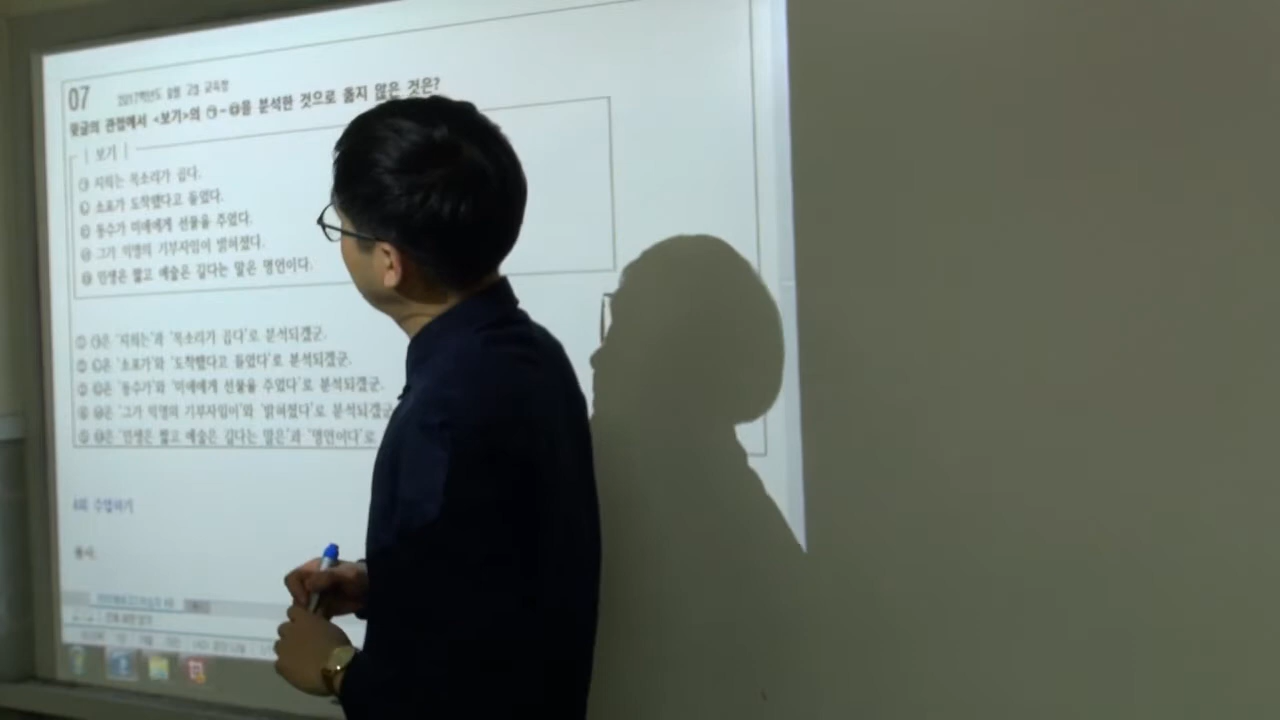 07
2017학년도 9월 고2 교육청
윗글의 관점에서 <보기>의 ㉠~㉤을 분석한 것으로 옳지 않은 것은?
보기
㉠ 지희는 목소리가 곱다.
㉡ 소포가 도착했다고 들었다.
㉢ 동수가 미애에게 선물을 주었다.
㉣ 그가 익명의 기부자임이 밝혀졌다.
㉤ 인생은 짧고 예술은 길다는 말은 명언이다.
① ㉠은 '지희는'과 '목소리가 곱다'로 분석되겠군.
② ㉡은 '소포가'와 '도착했다고 들었다'로 분석되겠군.
③ ㉢은 '동수가'와 '미애에게 선물을 주었다'로 분석되겠군.
④ ㉣은 '그가 익명의 기부자임이'와 '밝혀졌다'로 분석되겠군
⑤ ㉤은 '인생은 짧고 예술은 길다는 말은'과 '명언이다'로
수업하기